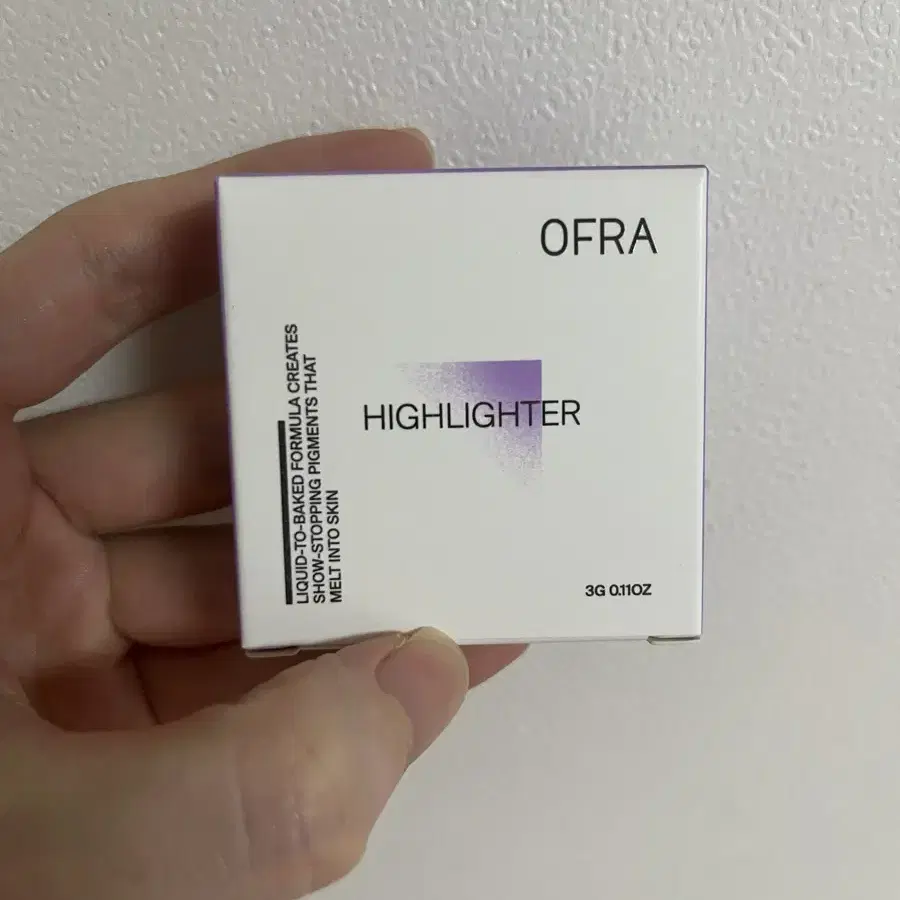 OFRA
HIGHLIGHTER
LIQUID-TO-BAKED FORMULA CREATES
SHOW-STOPPING PIGMENTS THAT
MELT INTO SKIN
3G 0.11OZ